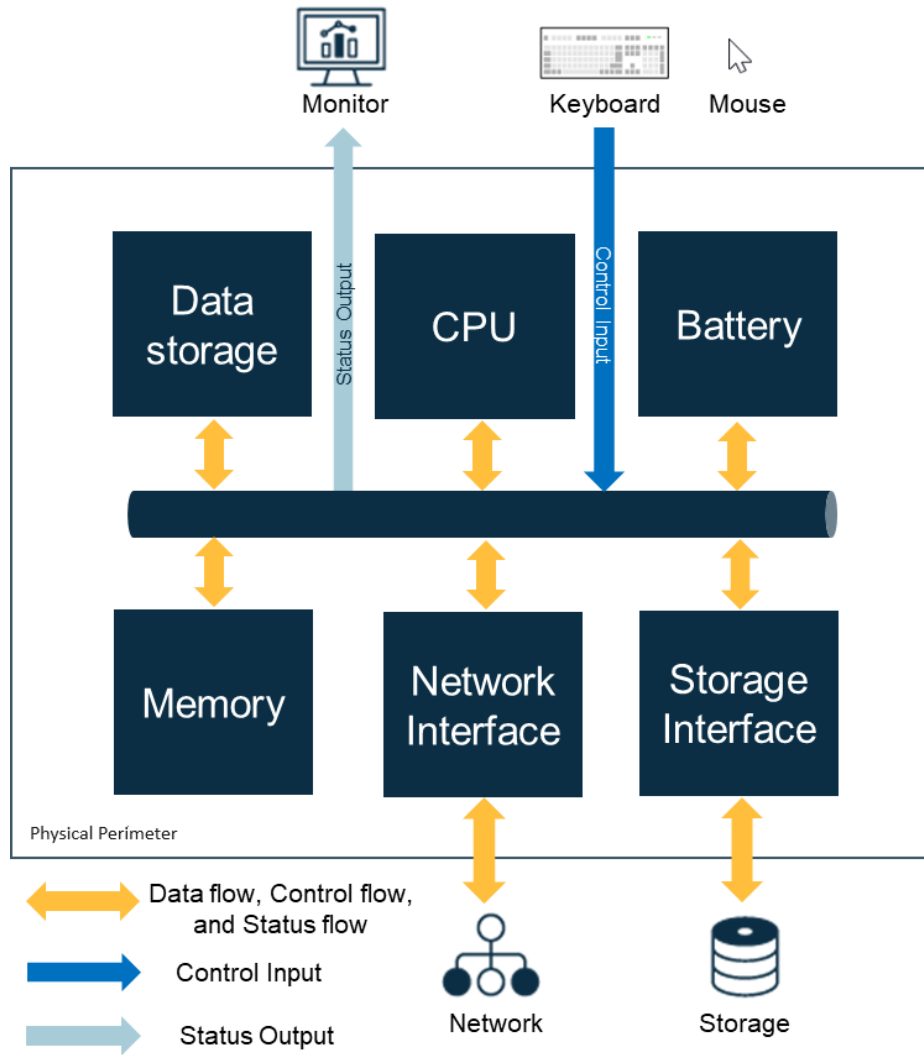 Monitor
Keyboard
Mouse
Status Output
Control Input
Data
storage
CPU
Battery
Memory
Network
Interface
Storage
Interface
Physical Perimeter
Data flow, Control flow,
and Status flow
Control Input
Status Output
Network
Storage